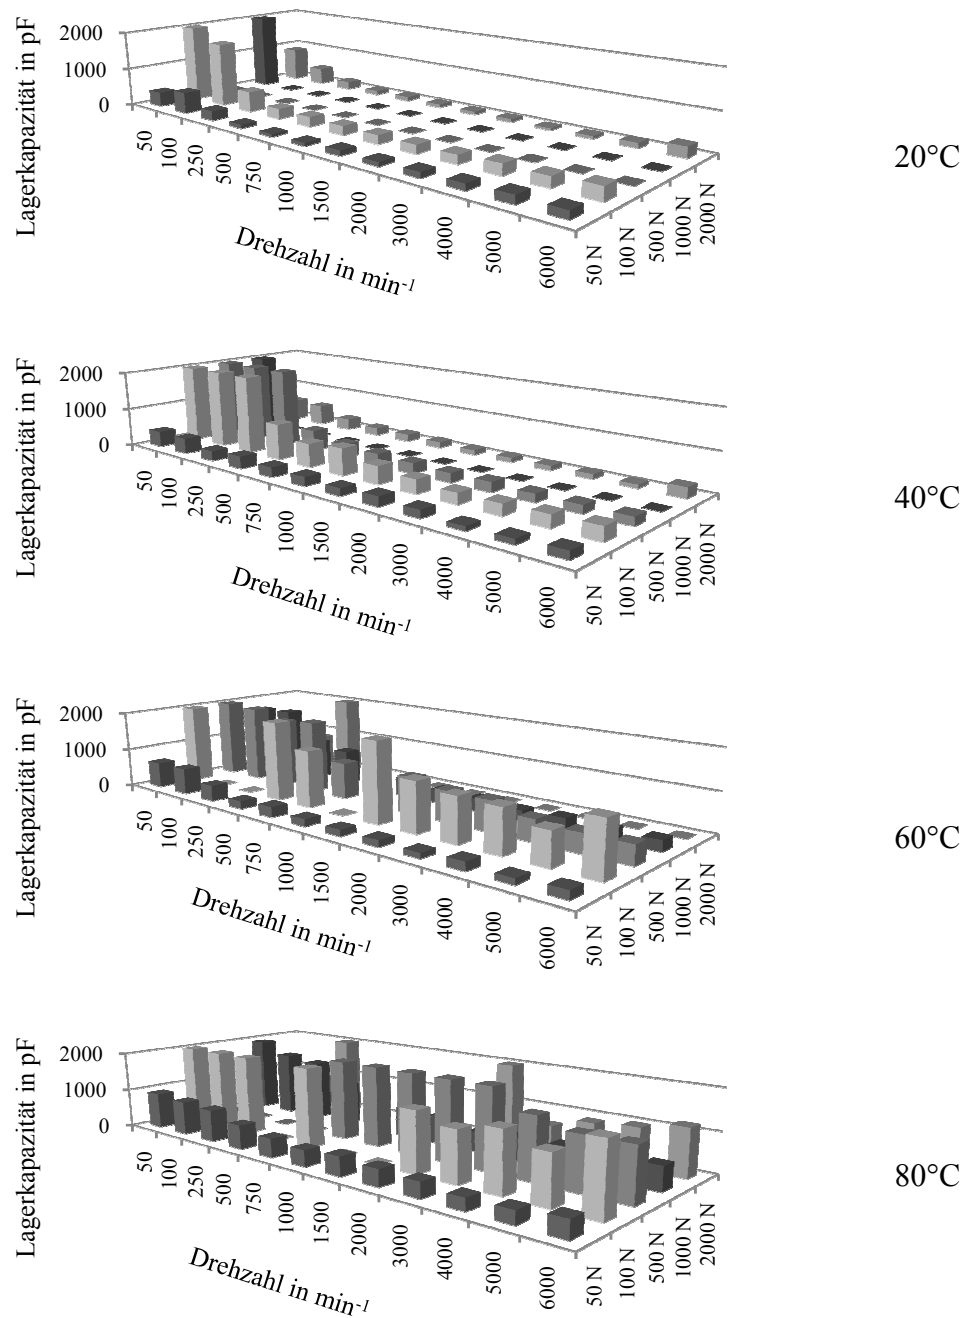 Lagerkapazität in pF
2000
1000
0
50
100
250
500
750
1000
1500
2000
3000
4000
5000
6000
50 N
100 N
500 N
1000 N
2000 N
Drehzahl in min-1
20°C
Lagerkapazität in pF
2000
1000
0
50
100
250
500
750
1000
1500
2000
3000
4000
5000
6000
50 N
100 N
500 N
1000 N
2000 N
Drehzahl in min-1
40°C
Lagerkapazität in pF
2000
1000
0
50
100
250
500
750
1000
1500
2000
3000
4000
5000
6000
50 N
100 N
500 N
1000 N
2000 N
Drehzahl in min-1
60°C
Lagerkapazität in pF
2000
1000
0
50
100
250
500
750
1000
1500
2000
3000
4000
5000
6000
50 N
100 N
500 N
1000 N
2000 N
Drehzahl in min-1
80°C